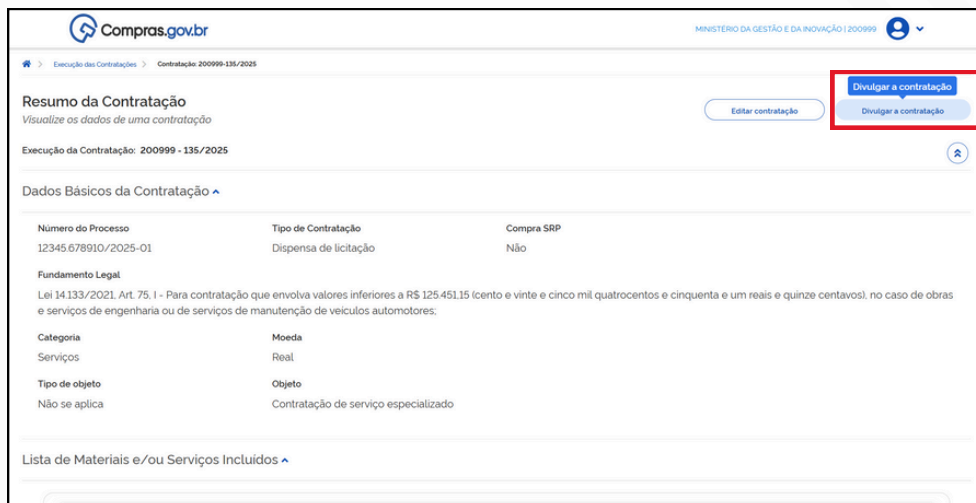 Compras.gov.br
MINISTÉRIO DA GESTÃO E DA INOVAÇÃO | 200999
> Execução das Contratações > Contratação: 200999-135/2025
Resumo da Contratação
Visualize os dados de uma contratação
Editar contratação
Divulgar a contratação
Divulgar a contratação
Execução da Contratação: 200999 - 135/2025
Dados Básicos da Contratação
Número do Processo
Tipo de Contratação
Compra SRP
12345.678910/2025-01
Dispensa de licitação
Não
Fundamento Legal
Lei 14.133/2021, Art. 75, I - Para contratação que envolva valores inferiores a R$ 125.451,15 (cento e vinte e cinco mil quatrocentos e cinquenta e um reais e quinze centavos), no caso de obras
e serviços de engenharia ou de serviços de manutenção de veículos automotores;
Categoria
Moeda
Serviços
Real
Tipo de objeto
Objeto
Não se aplica
Contratação de serviço especializado
Lista de Materiais e/ou Serviços Incluídos